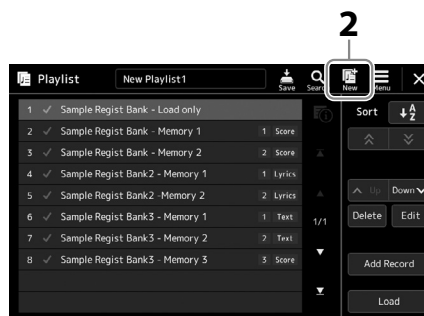 2
Playlist
New Playlist1
Save
Search
New
Menu
1 Sample Regist Bank - Load only
2 Sample Regist Bank - Memory 1 1 Score
3 Sample Regist Bank - Memory 2 2 Score
4 Sample Regist Bank2 - Memory 1 1 Lyrics
5 Sample Regist Bank2 -Memory 2 2 Lyrics
6 Sample Regist Bank3 - Memory 1 1 Text
7 Sample Regist Bank3 - Memory 2 2 Text
8 Sample Regist Bank3 - Memory 3 3 Score
1/1
Sort
AZ
Up
Down
Delete
Edit
Add Record
Load